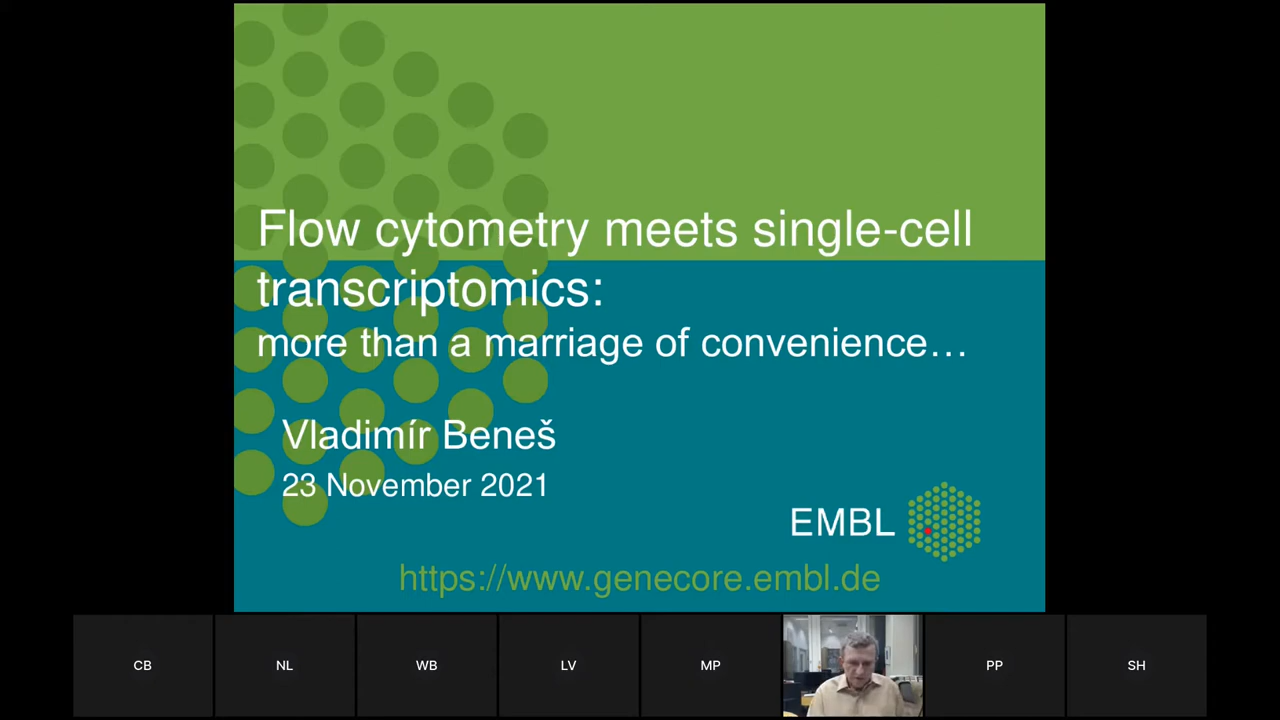 Flow cytometry meets single-cell
transcriptomics:
more than a marriage of convenience…
Vladimír Beneš
23 November 2021
EMBL
https://www.genecore.embl.de
CB
NL
WB
LV
MP
PP
SH